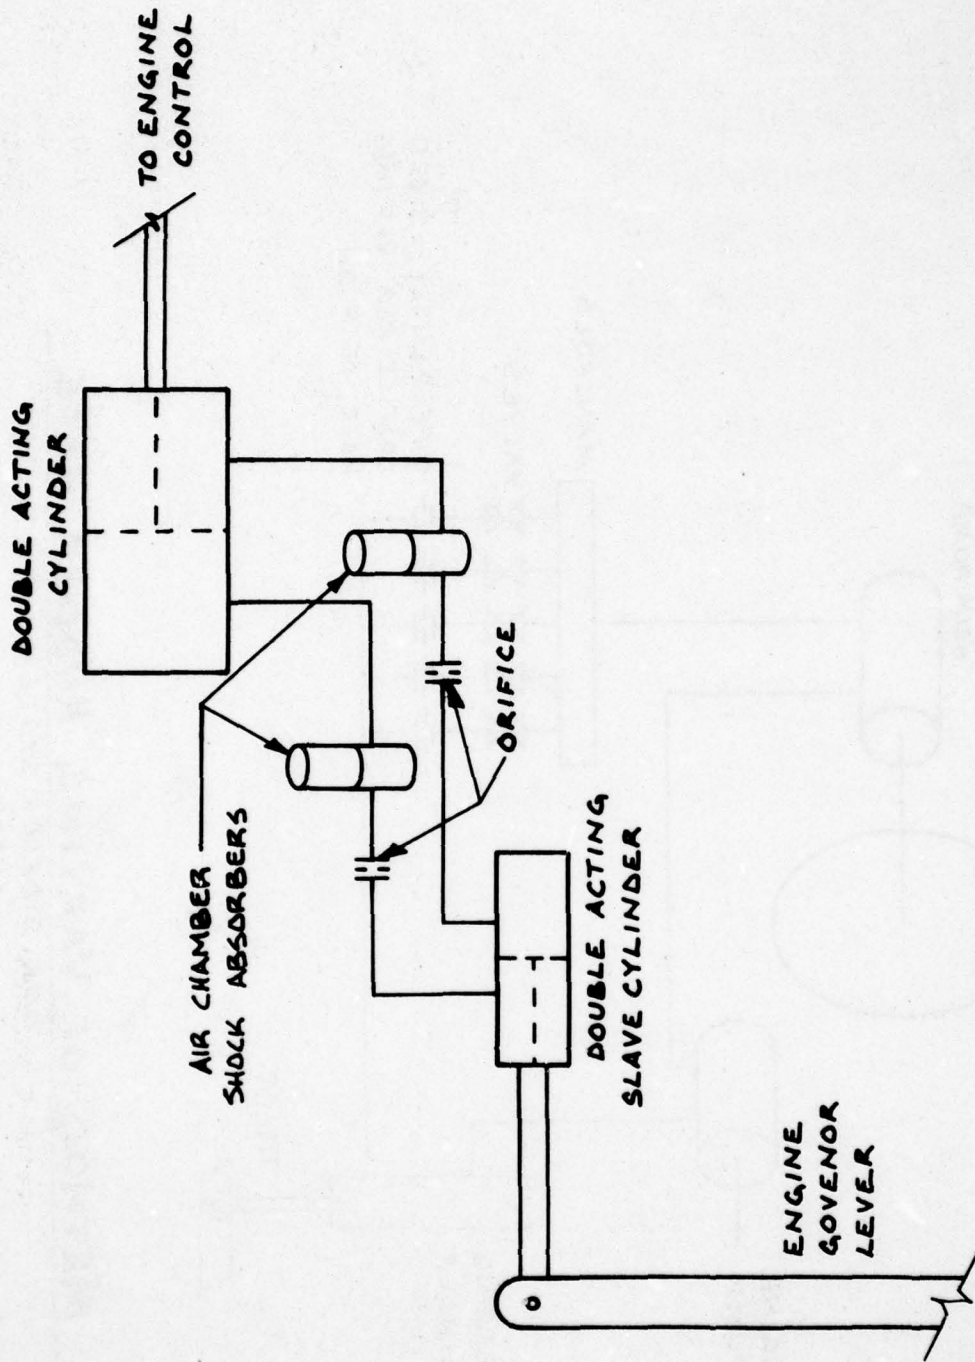 DOUBLE ACTING
CYLINDER
TO ENGINE
CONTROL
AIR CHAMBER
SHOCK ABSORBERS
ORIFICE
DOUBLE ACTING
SLAVE CYLINDER
ENGINE
GOVENOR
LEVER